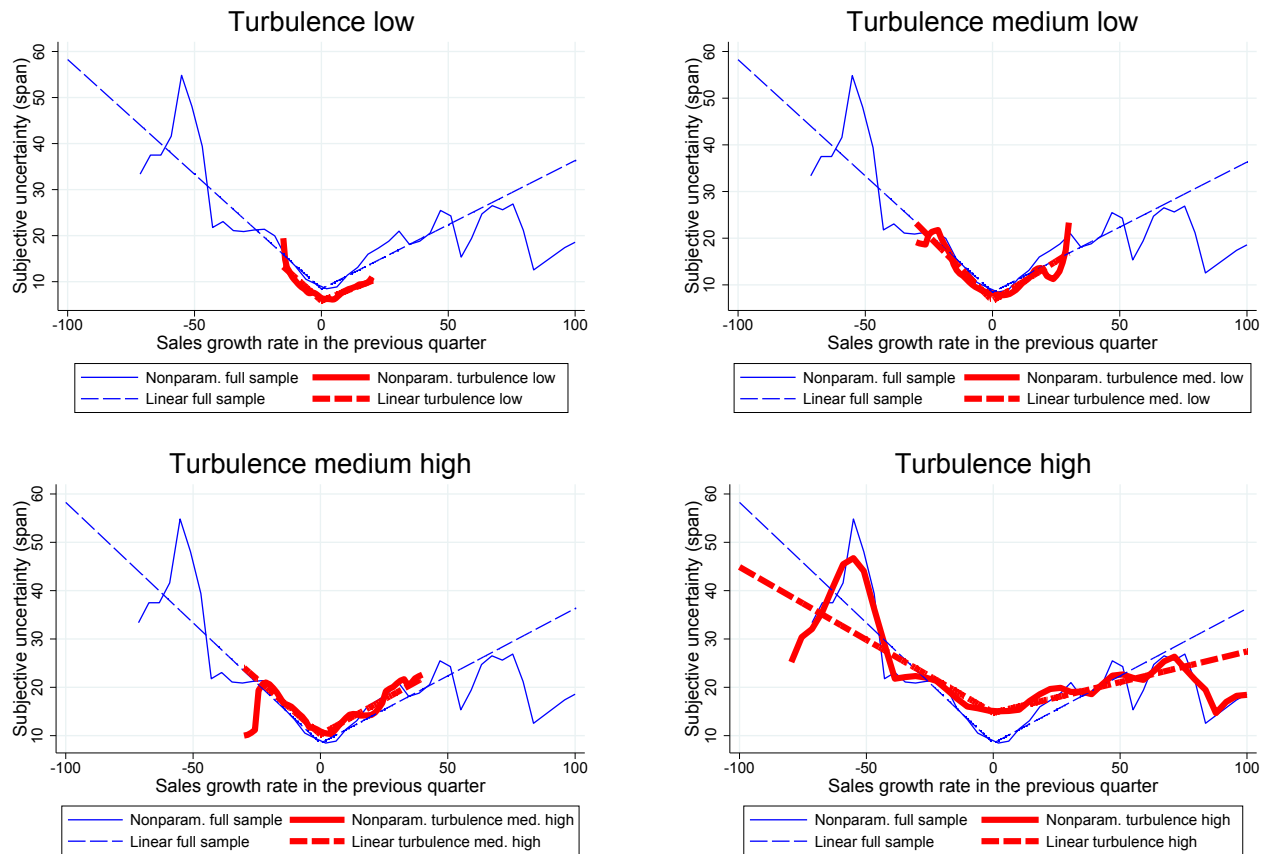 Turbulence low
Subjective uncertainty (span)
60
50
40
30
20
10
-100 -50 0 50 100
Sales growth rate in the previous quarter
Nonparam. full sample Nonparam. turbulence low
Linear full sample Linear turbulence low
Turbulence medium low
Subjective uncertainty (span)
60
50
40
30
20
10
-100 -50 0 50 100
Sales growth rate in the previous quarter
Nonparam. full sample Nonparam. turbulence med. low
Linear full sample Linear turbulence med. low
Turbulence medium high
Subjective uncertainty (span)
60
50
40
30
20
10
-100 -50 0 50 100
Sales growth rate in the previous quarter
Nonparam. full sample Nonparam. turbulence med. high
Linear full sample Linear turbulence med. high
Turbulence high
Subjective uncertainty (span)
60
50
40
30
20
10
-100 -50 0 50 100
Sales growth rate in the previous quarter
Nonparam. full sample Nonparam. turbulence high
Linear full sample Linear turbulence high